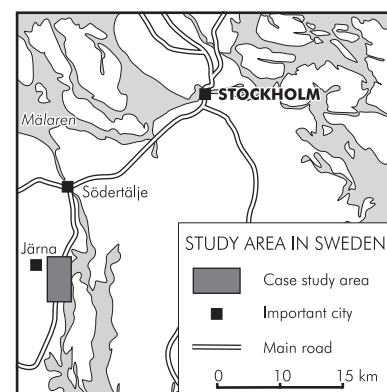 STOCKHOLM
Mälaren
Södertälje
Järna
STUDY AREA IN SWEDEN
Case study area
Important city
Main road
0 10 15 km